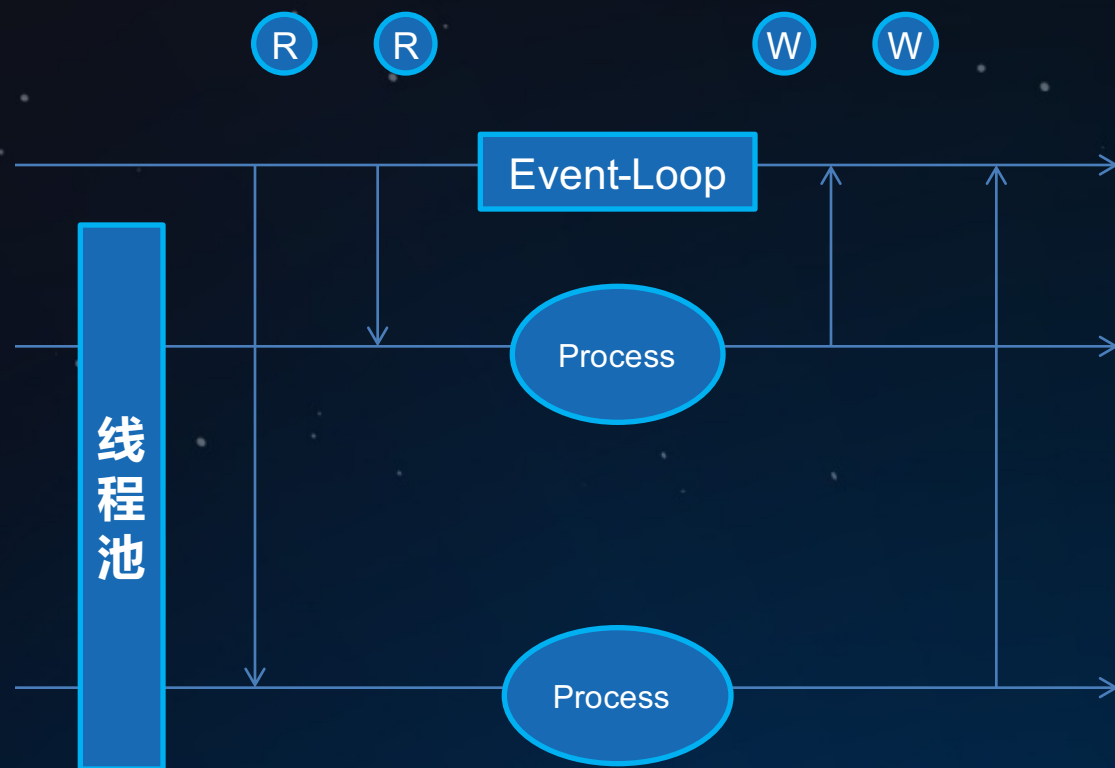 R
R
W
W
Event-Loop
Process
线程池
Process